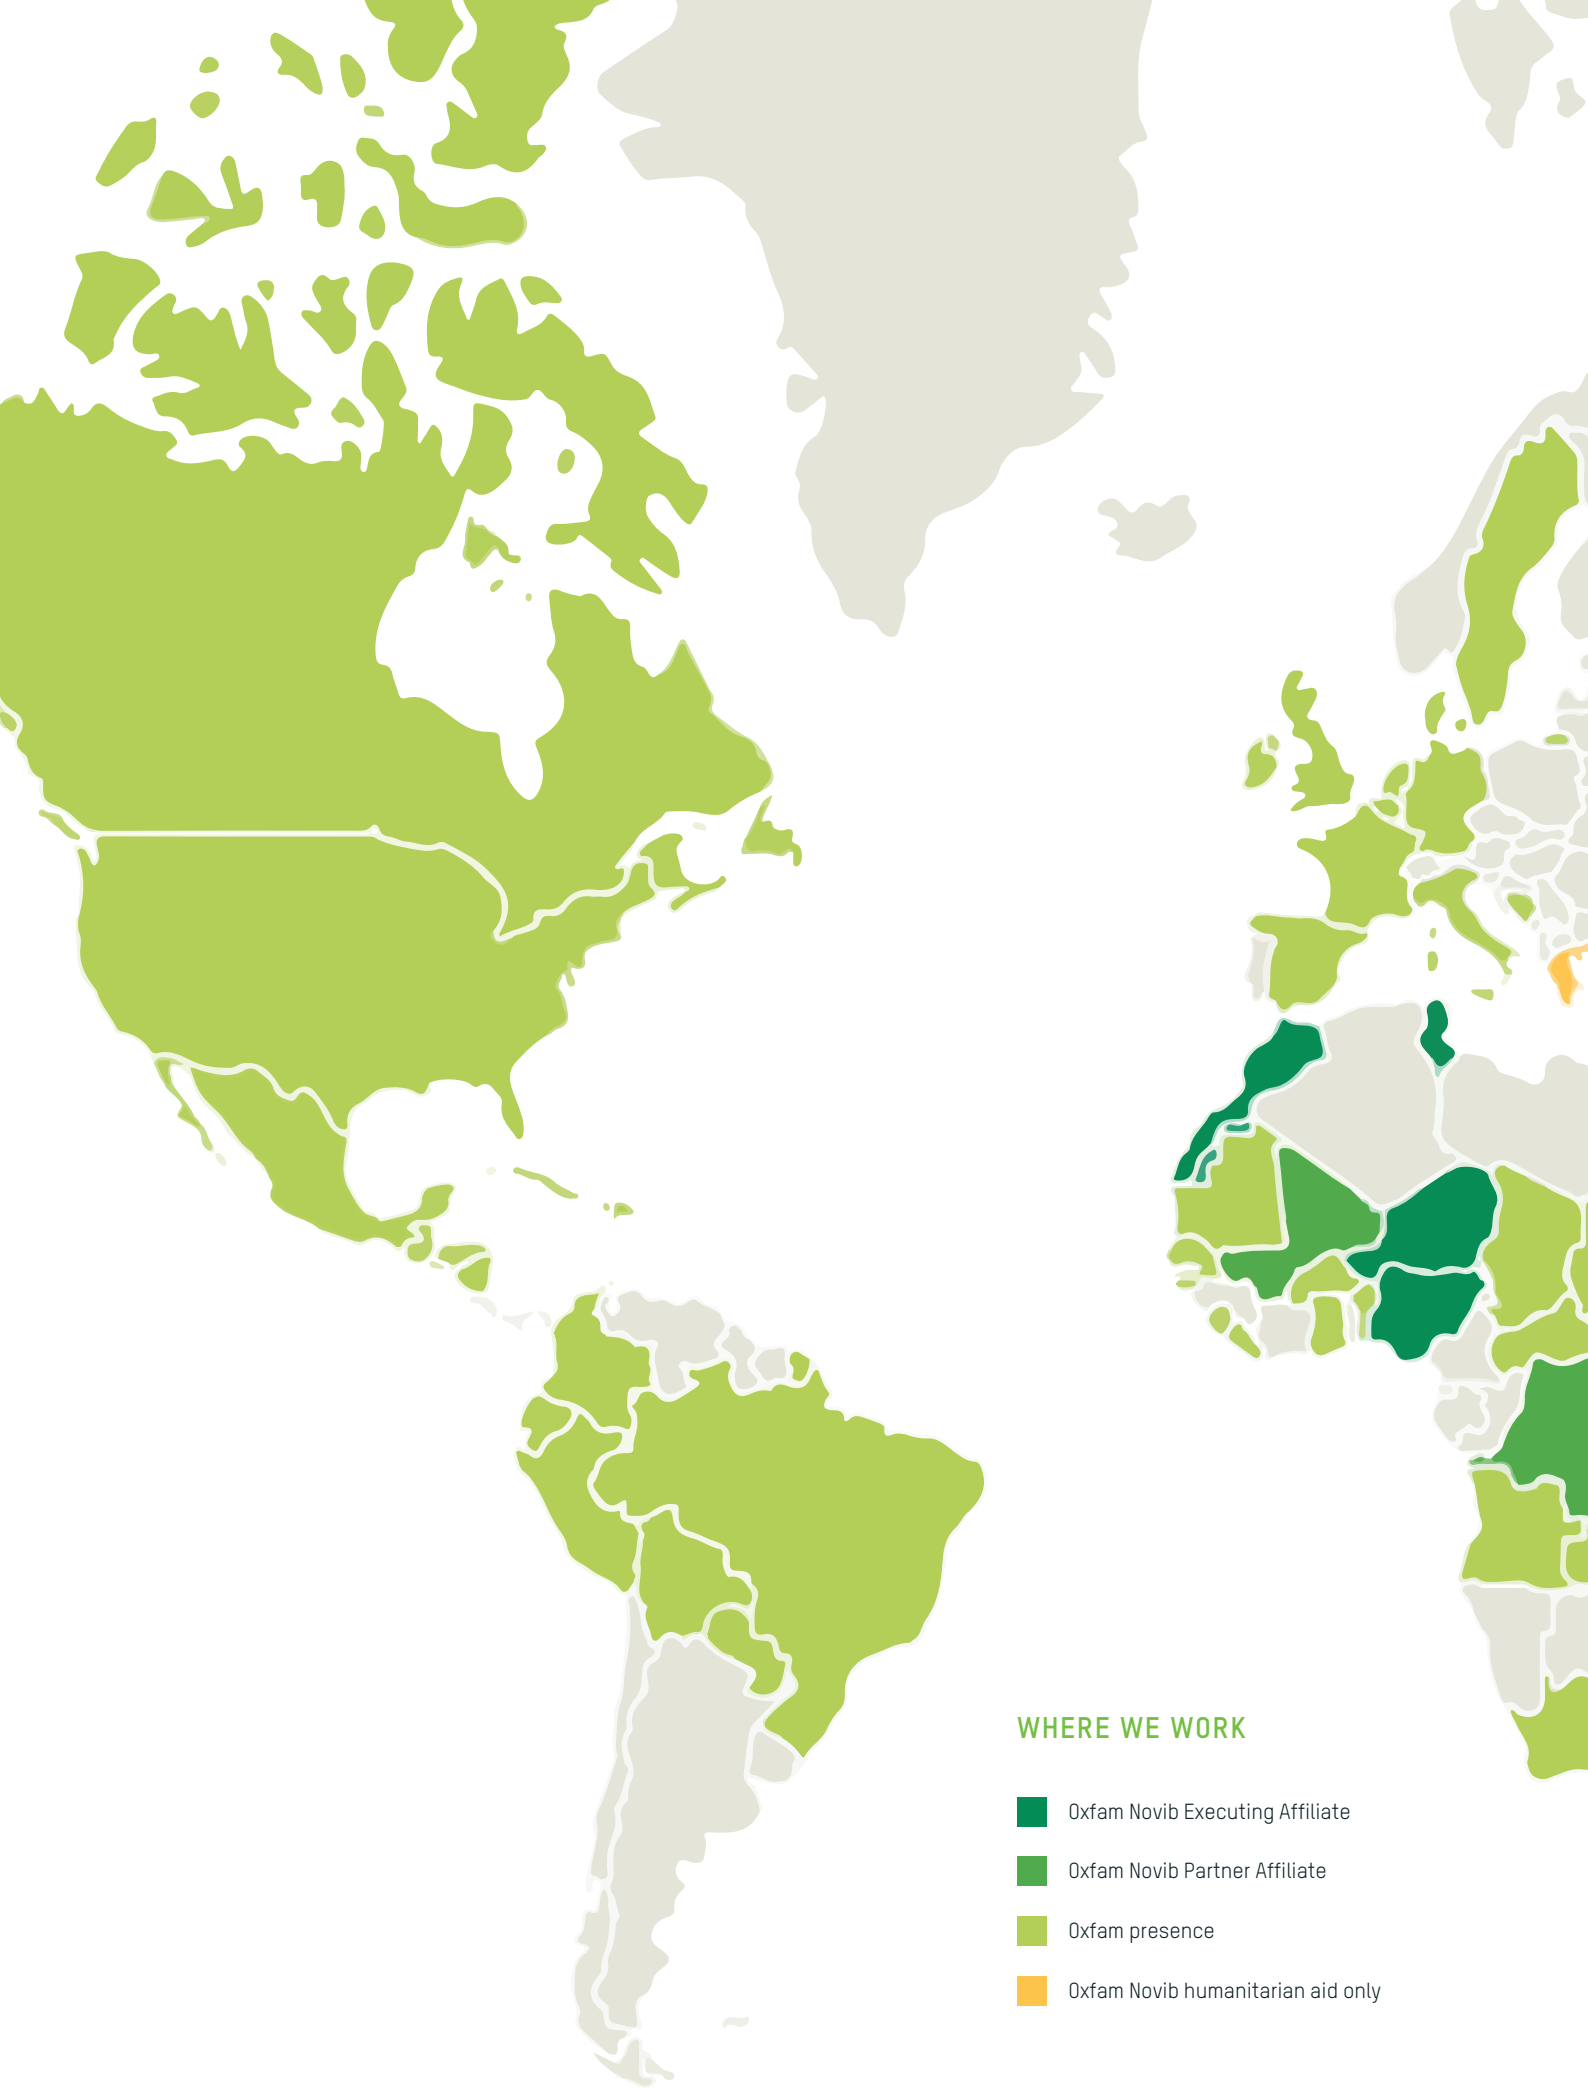 WHERE WE WORK
Oxfam Novib Executing Affiliate
Oxfam Novib Partner Affiliate
Oxfam presence
Oxfam Novib humanitarian aid only